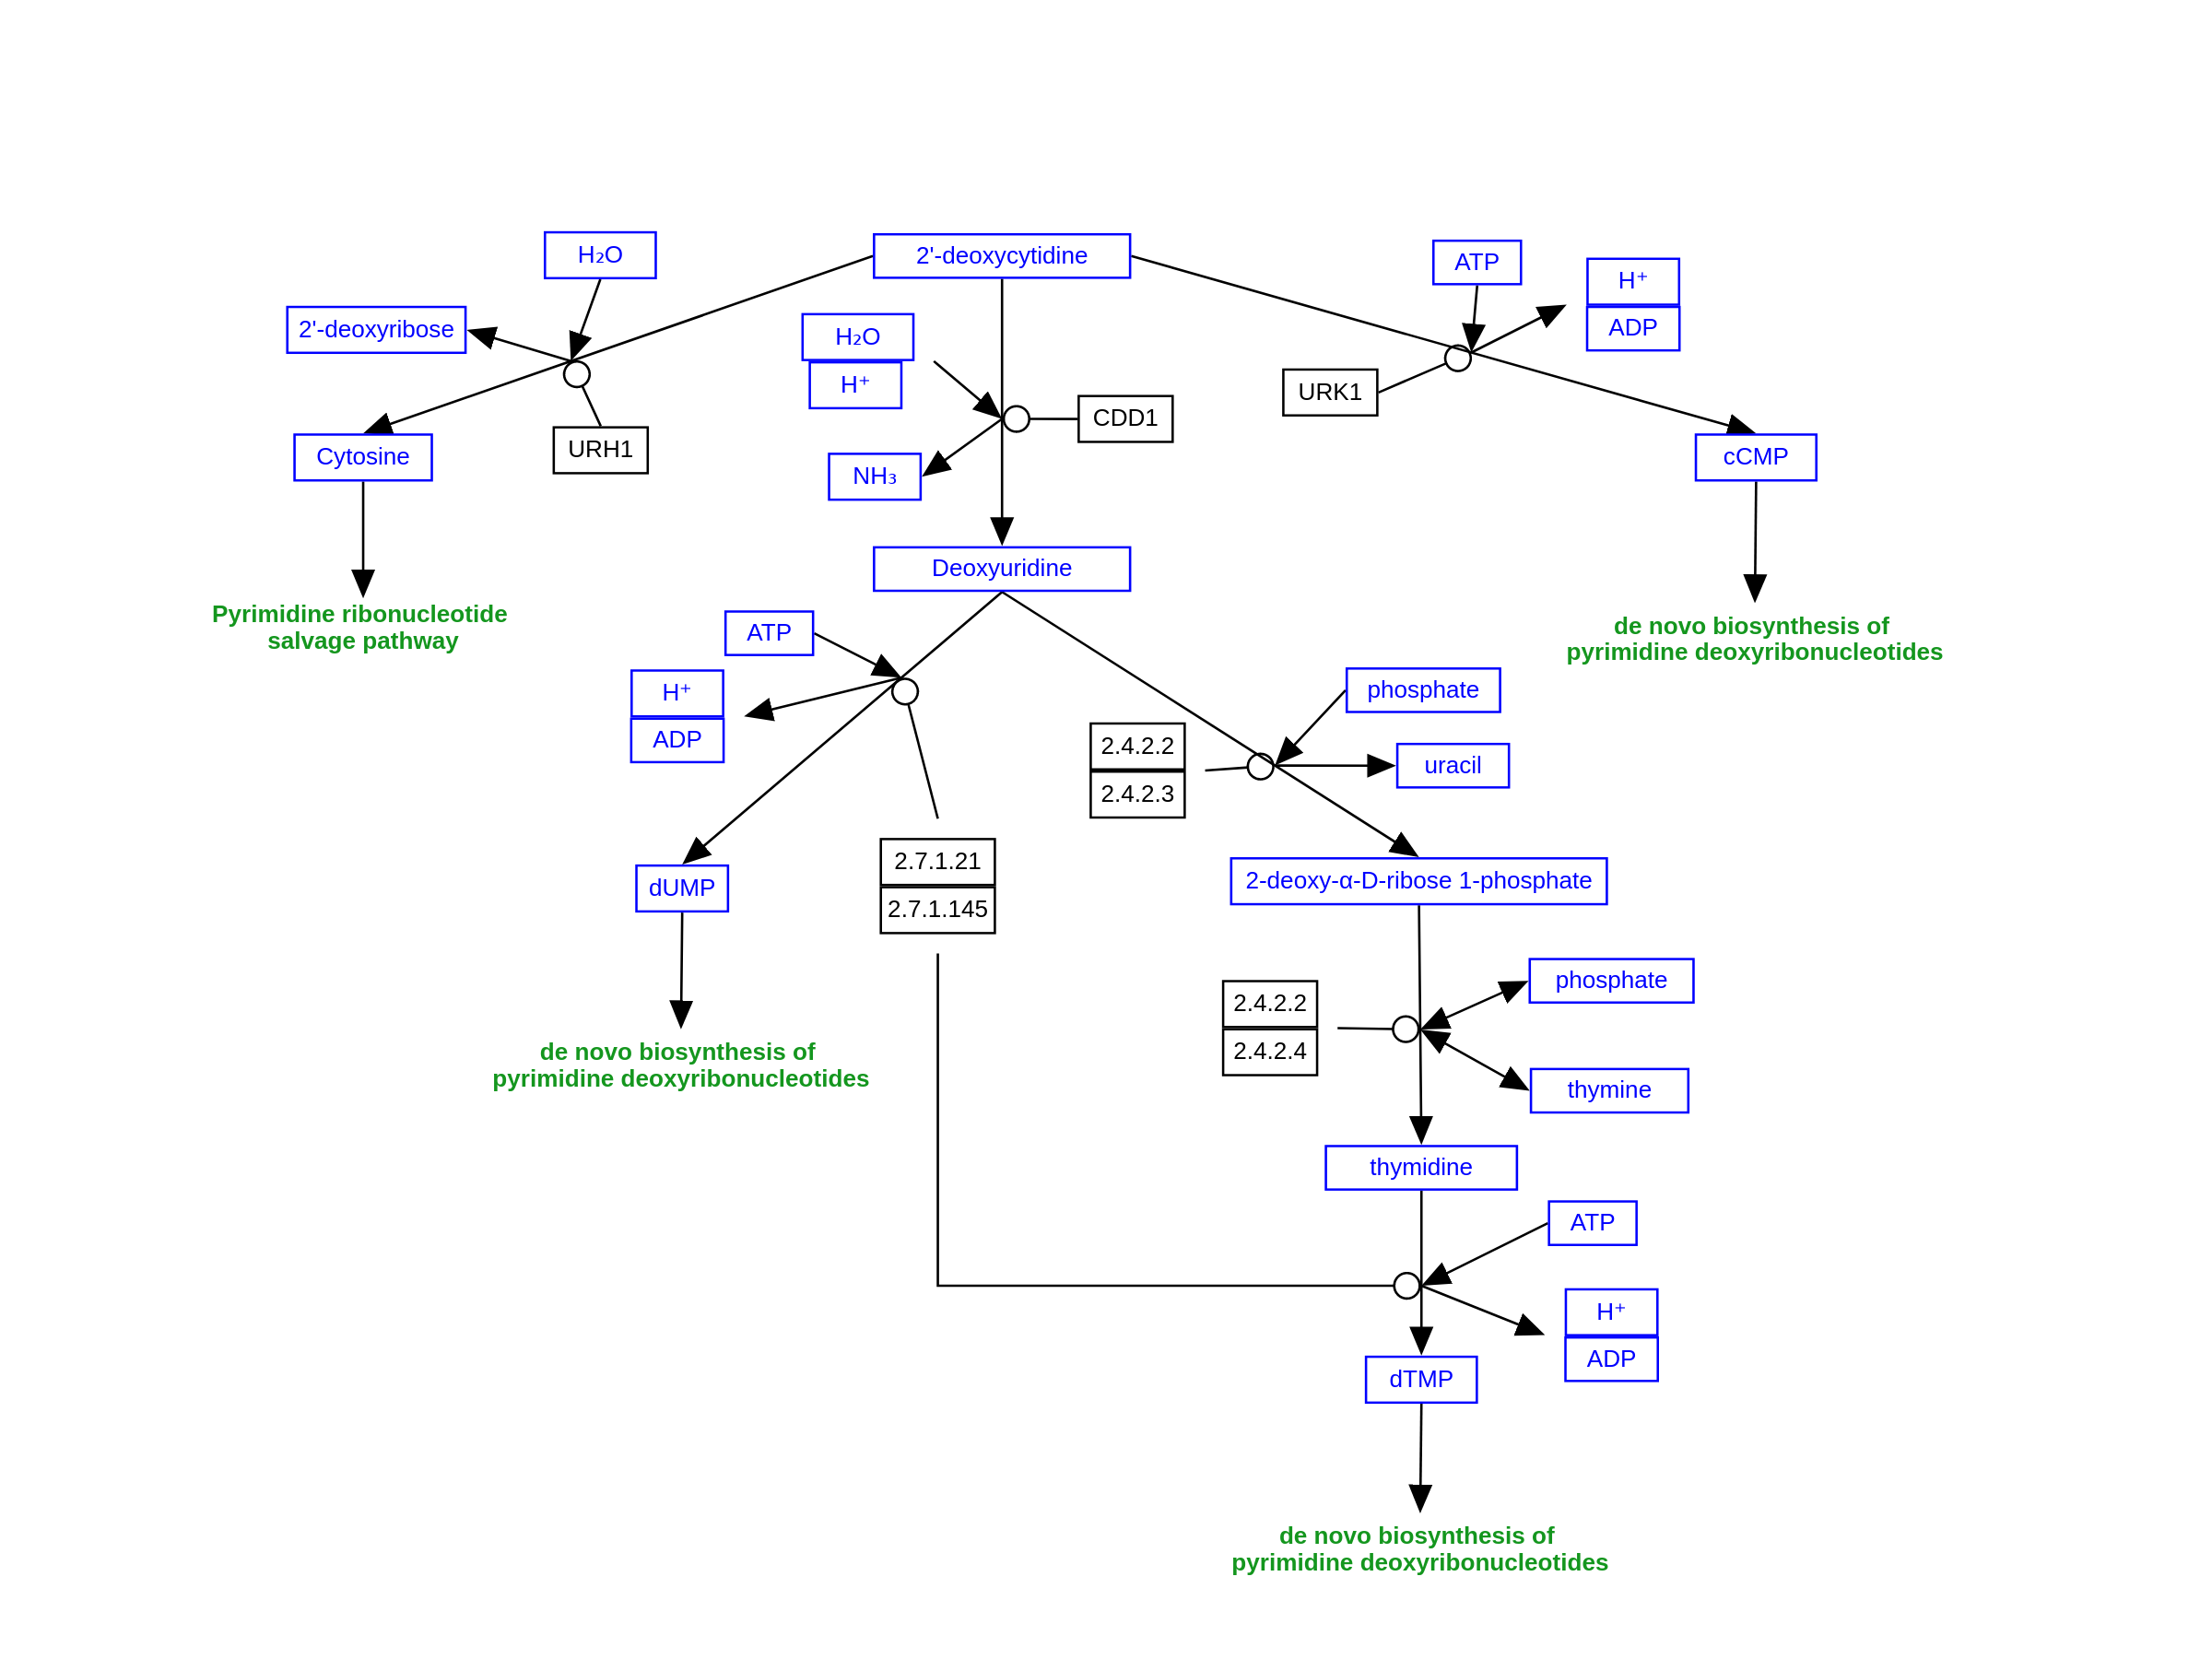 H₂O
2'-deoxycytidine
ATP
H⁺
ADP
2'-deoxyribose
H₂O
H⁺
URK1
CDD1
URH1
Cytosine
NH₃
cCMP
Deoxyuridine
Pyrimidine ribonucleotide
salvage pathway
de novo biosynthesis of
pyrimidine deoxyribonucleotides
ATP
H⁺
ADP
phosphate
2.4.2.2
2.4.2.3
uracil
2.7.1.21
2.7.1.145
dUMP
2-deoxy-α-D-ribose 1-phosphate
phosphate
2.4.2.2
2.4.2.4
de novo biosynthesis of
pyrimidine deoxyribonucleotides
thymine
thymidine
ATP
H⁺
ADP
dTMP
de novo biosynthesis of
pyrimidine deoxyribonucleotides